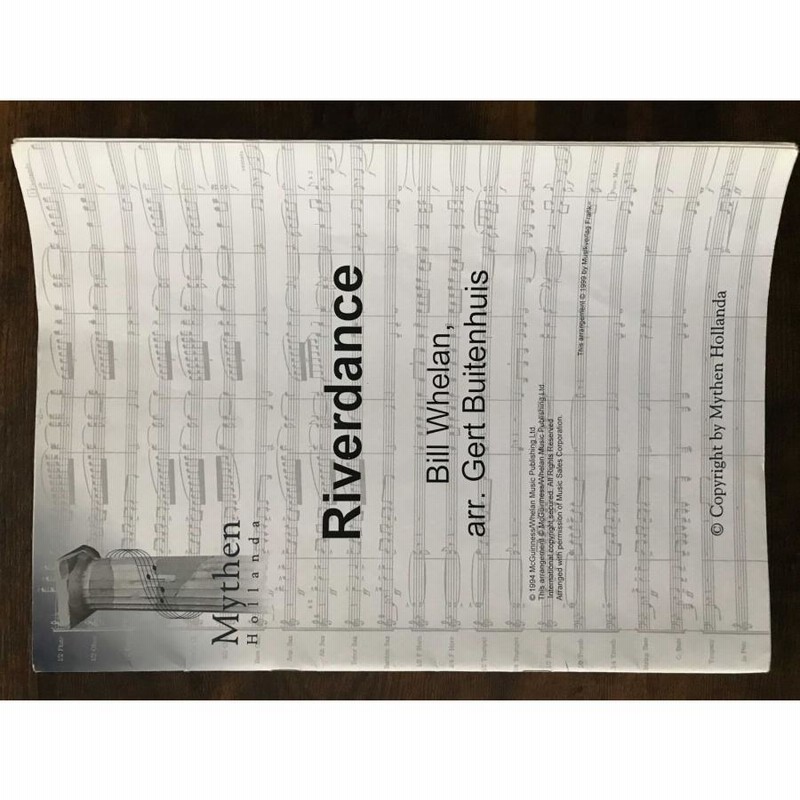 Mythen
Hollanda
Riverdance
Bill Whelan,
arr. Gert Buitenhuis
© 1994 McGuinness/Whelan Music Publishing Ltd.
This arrangement © McGuinness/Whelan Music Publishing Ltd
International copyright secured. All Rights Reserved
Arranged with permission of Music Sales Corporation.
This arrangement © 1999 by Musikverlag Frank
© Copyright by Mythen Hollanda